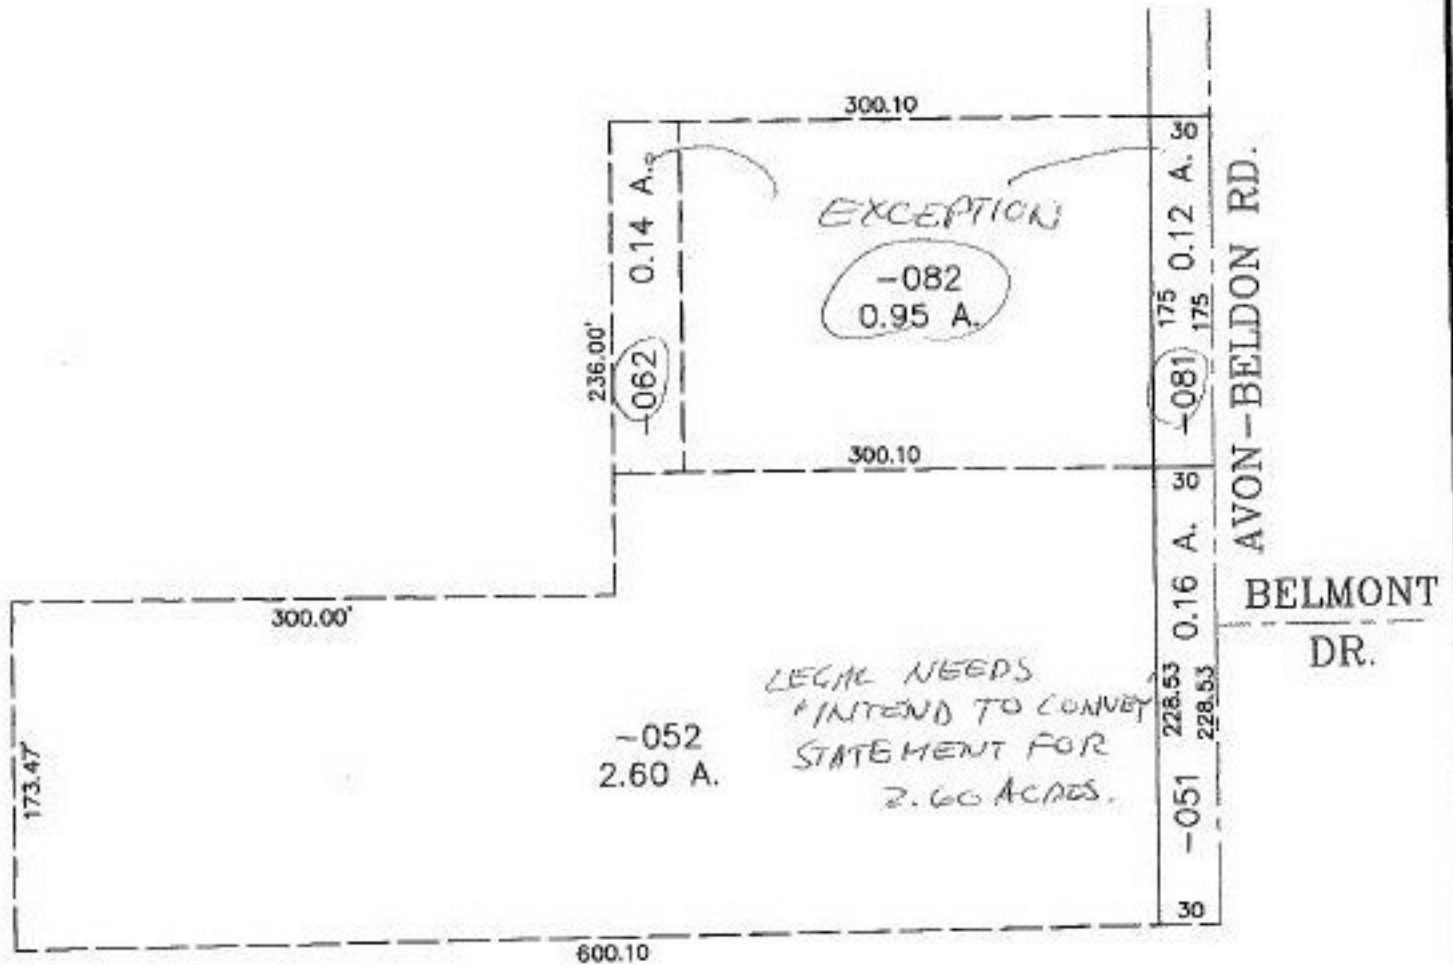 300.10
30
0.14 A.
EXCEPTION
0.12 A.
-082
0.95 A.
175
175
236.00'
-062
-081
AVON-BELDON RD.
300.10
30
0.16 A.
BELMONT
DR.
300.00'
LEGAL NEEDS
"INTEND TO CONVEY
STATEMENT FOR
2.60 ACRES.
-052
2.60 A.
228.53
228.53
173.47'
-051
30
600.10